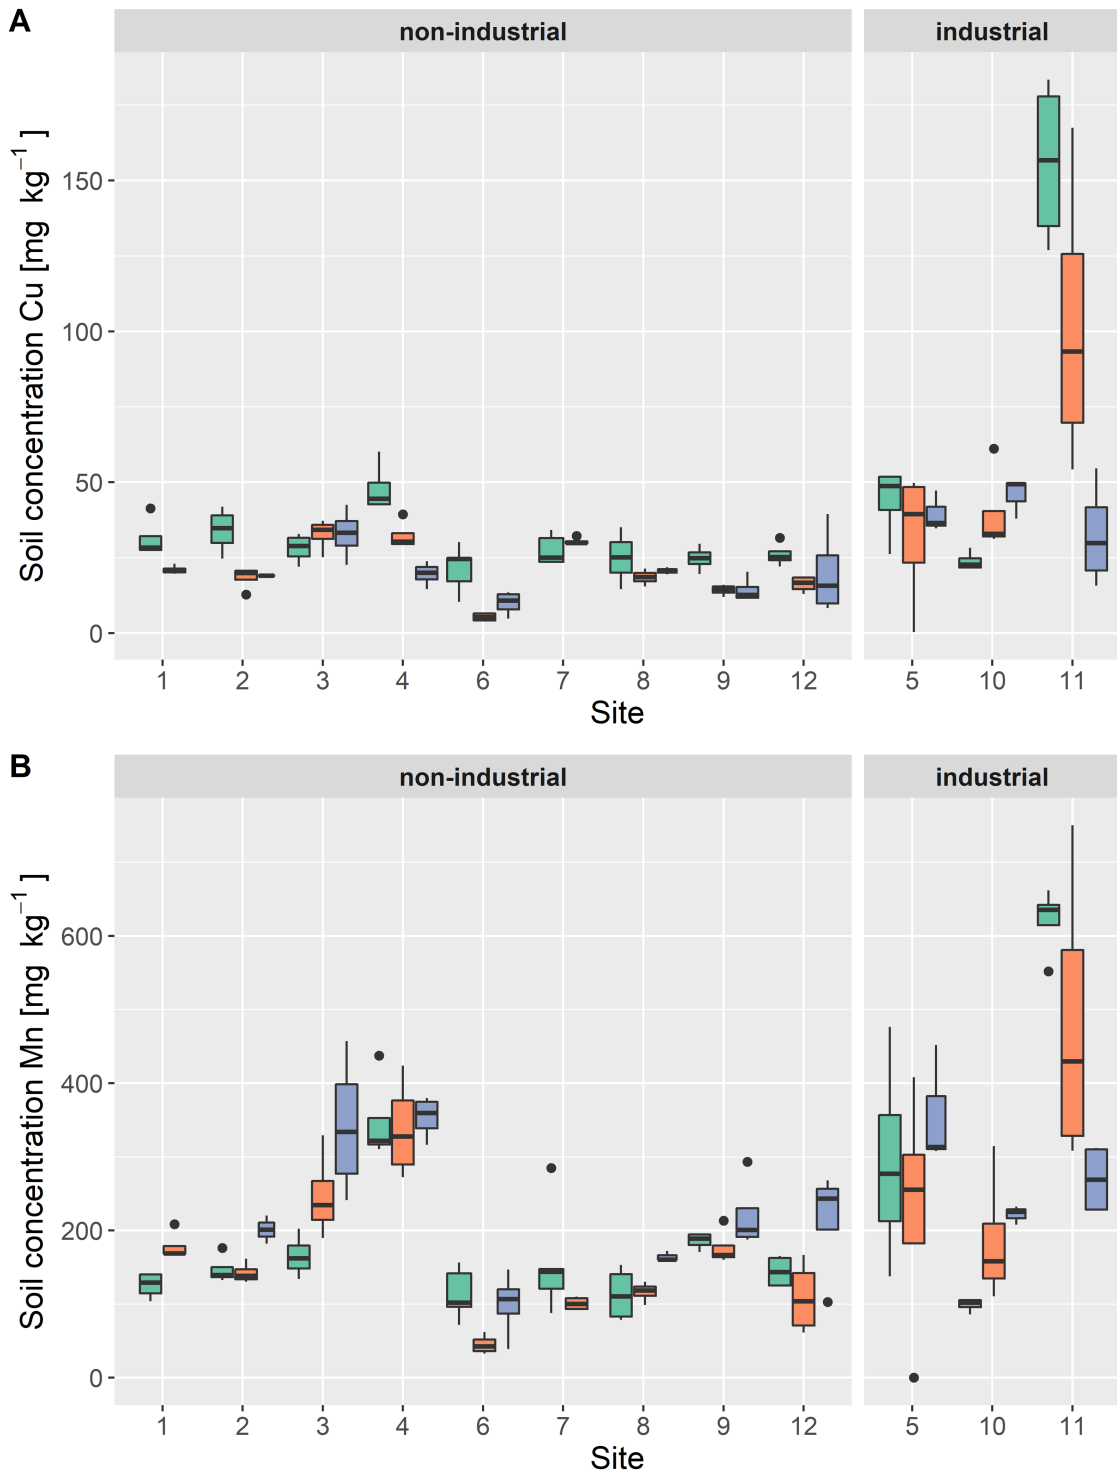 A
non-industrial industrial
Soil concentration Cu [mg kg⁻¹ ]
150
100
50
0
1 2 3 4 6 7 8 9 12 5 10 11
Site
B
non-industrial industrial
Soil concentration Mn [mg kg⁻¹ ]
600
400
200
0
1 2 3 4 6 7 8 9 12 5 10 11
Site